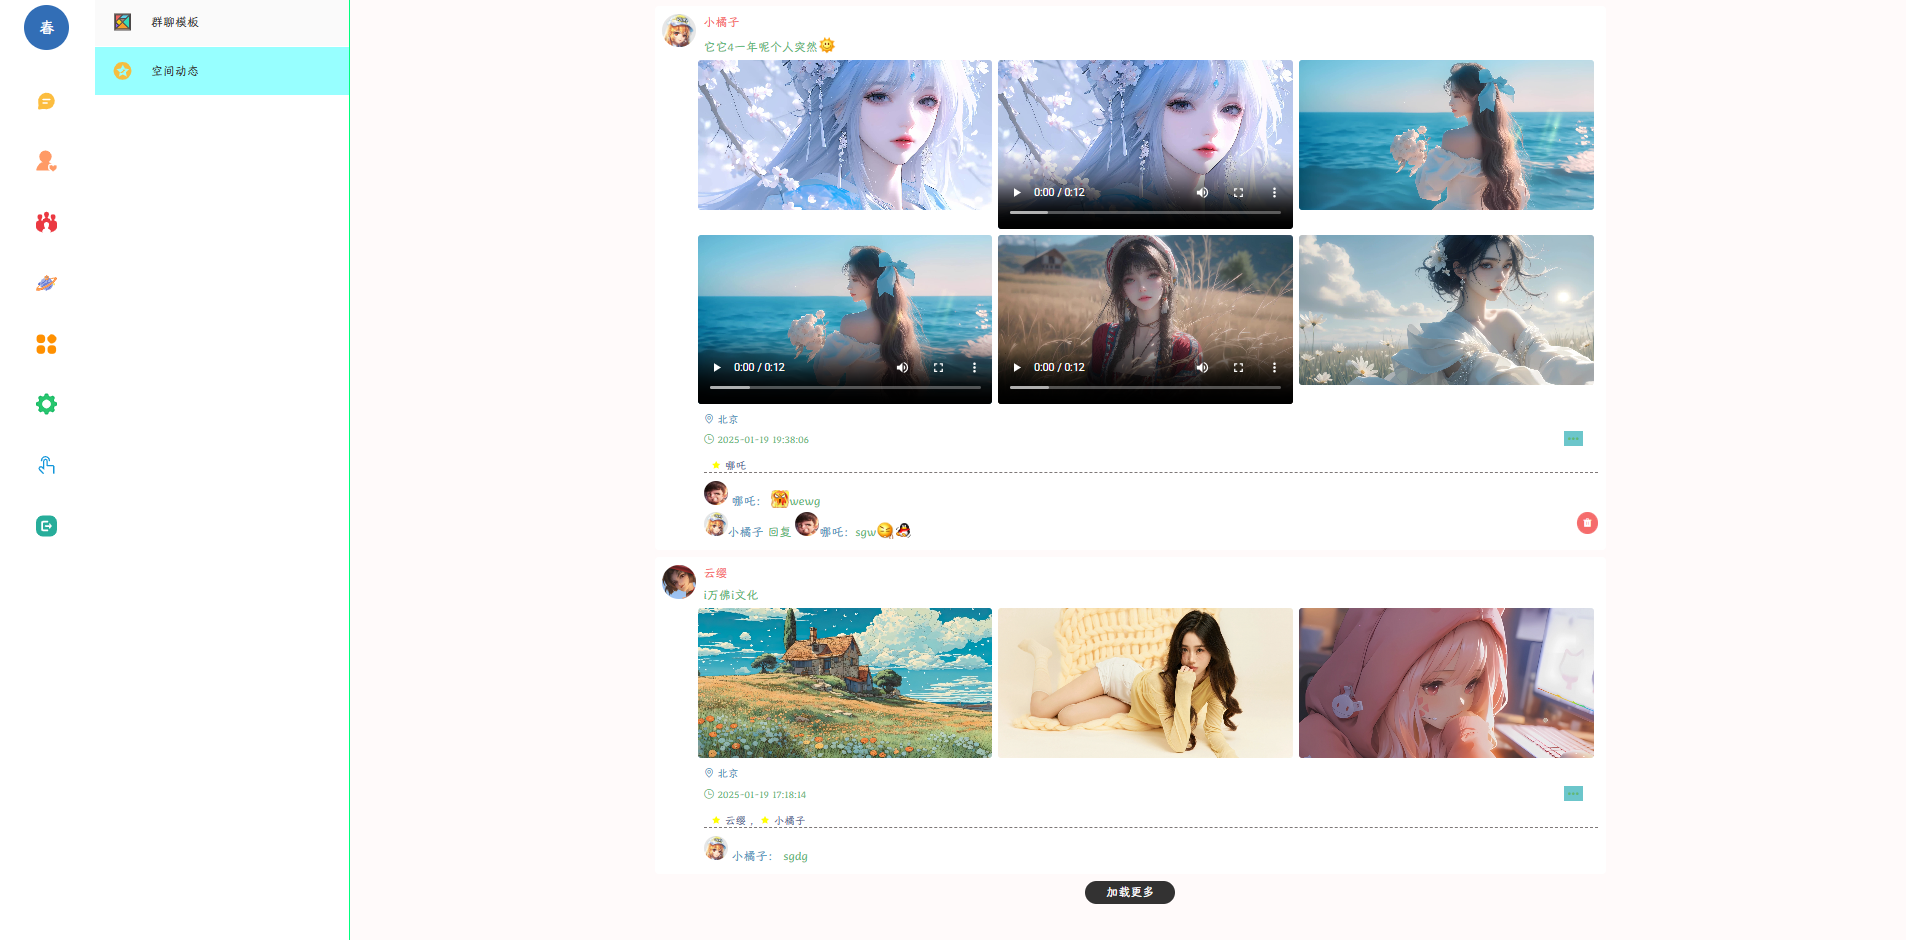 春
群聊模板
空间动态
小橘子
它它4一年呢个人突然
0:00 / 0:12
0:00 / 0:12
0:00 / 0:12
北京
2025-01-19 19:38:06
哪吒
哪吒： wewg
小橘子 回复 哪吒：sgw
云缨
i万佛i文化
北京
2025-01-19 17:18:14
云缨 , 小橘子
小橘子： sgdg
加载更多